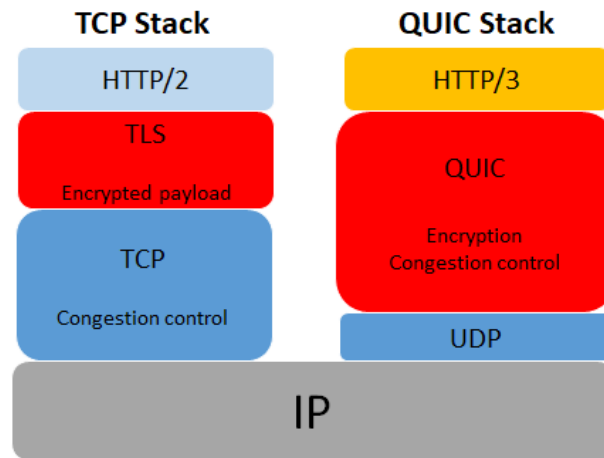 TCP Stack
HTTP/2
TLS
Encrypted payload
TCP
Congestion control
QUIC Stack
HTTP/3
QUIC
Encryption
Congestion control
UDP
IP